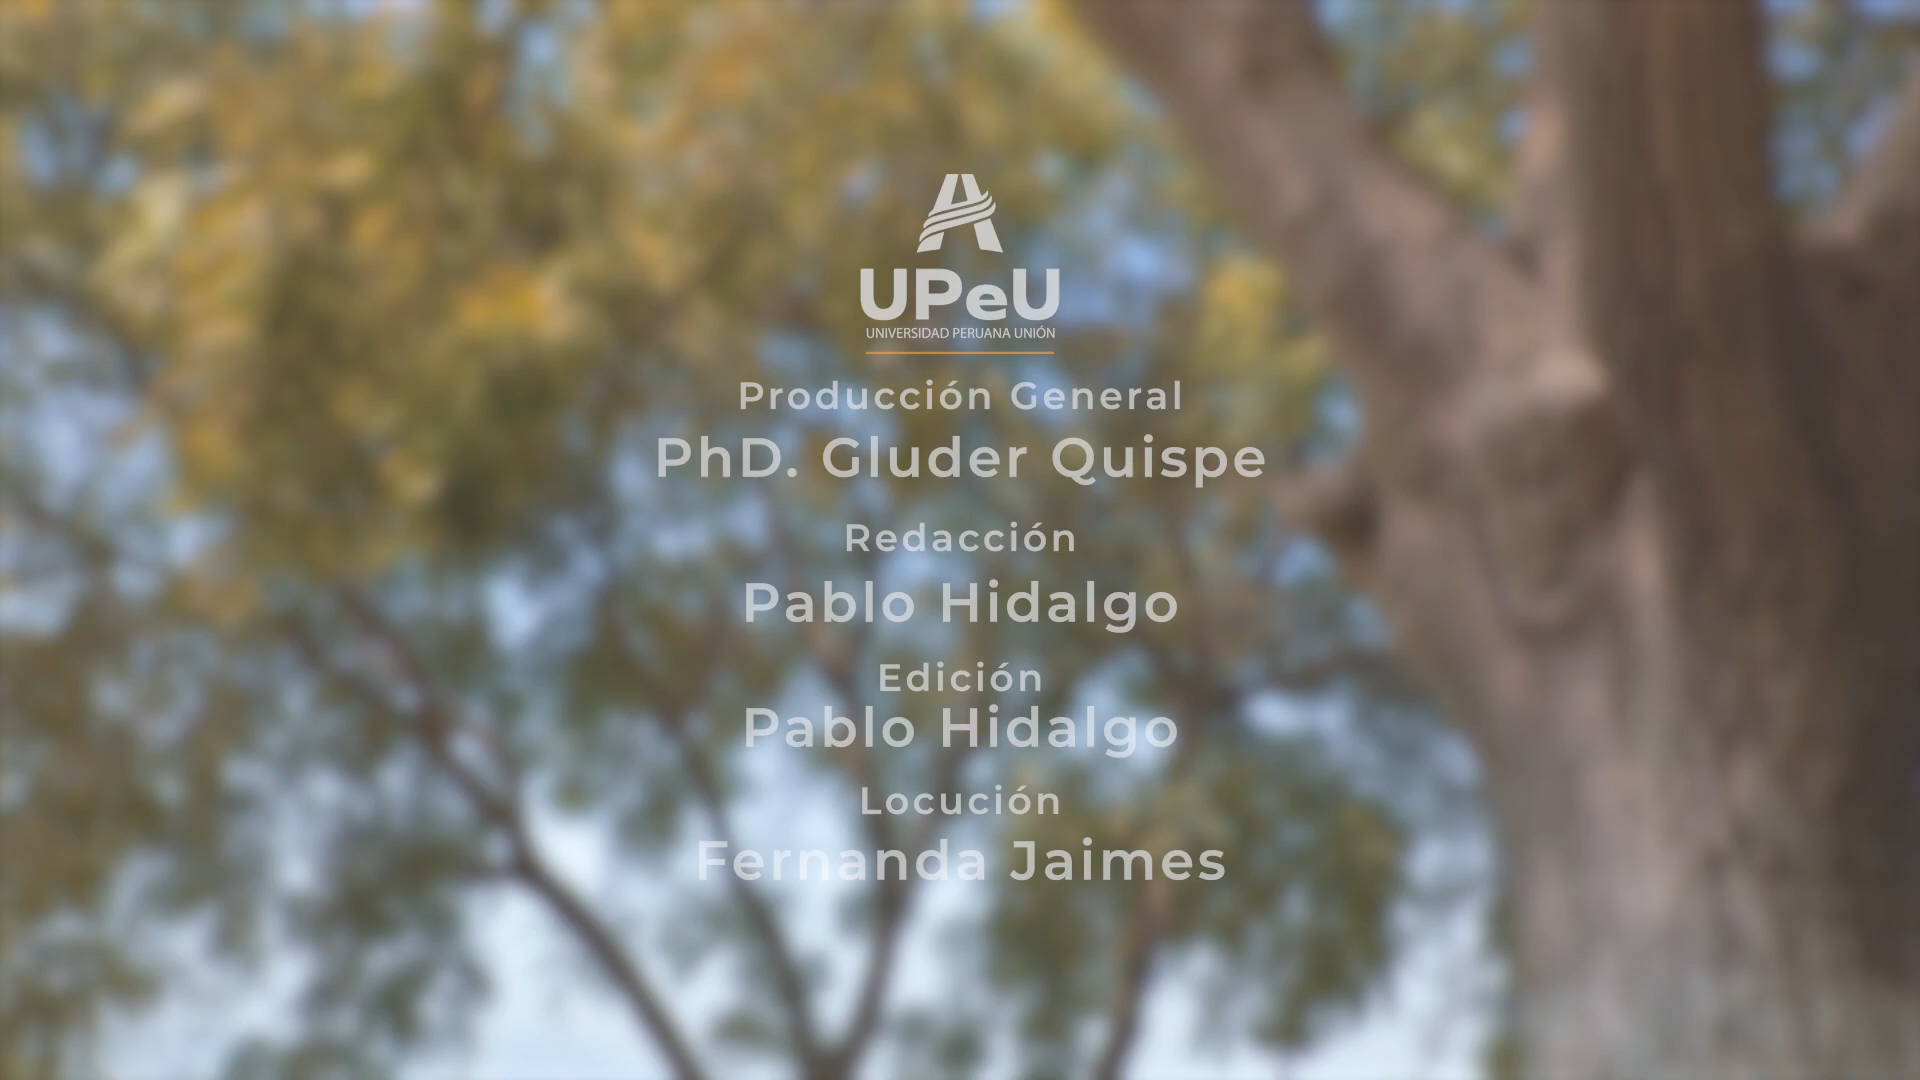 UPeU
UNIVERSIDAD PERUANA UNIÓN
Producción General
PhD. Gluder Quispe
Redacción
Pablo Hidalgo
Edición
Pablo Hidalgo
Locución
Fernanda Jaimes